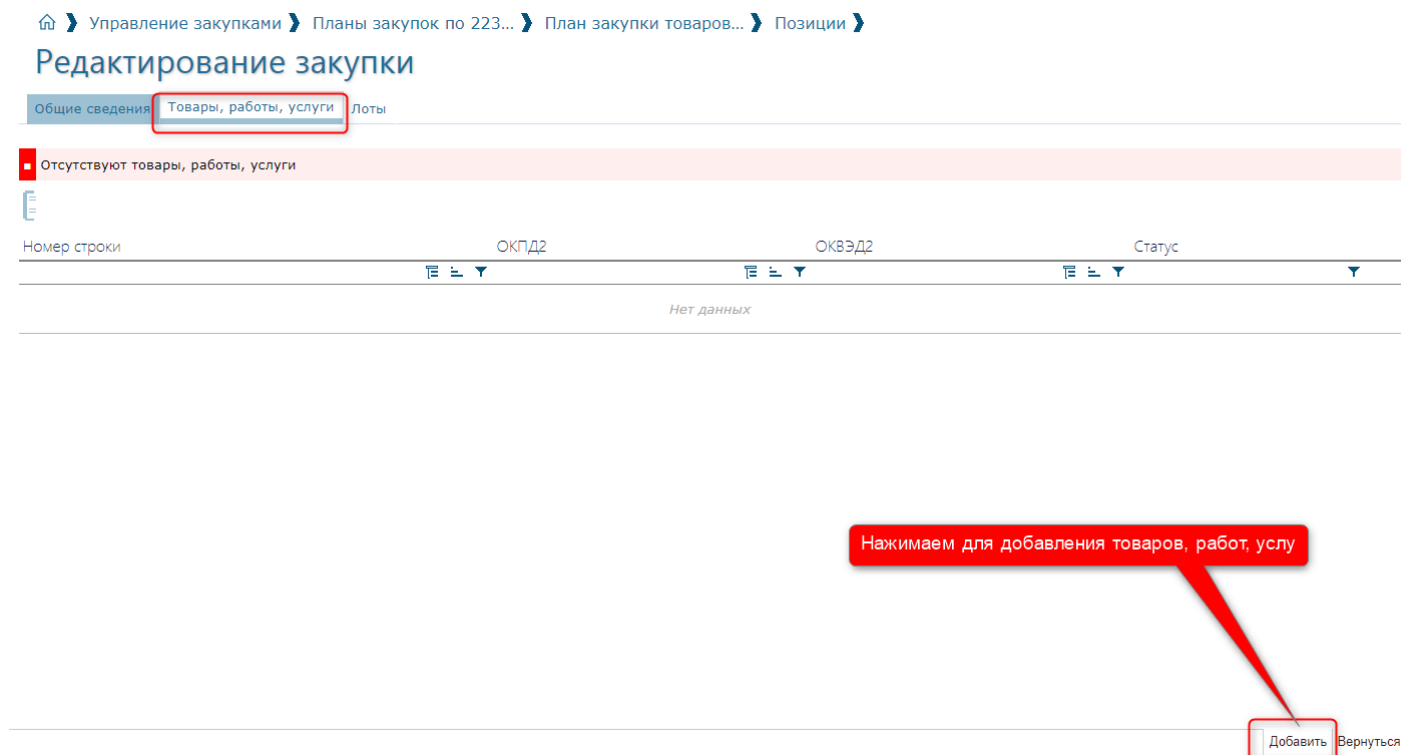 Управление закупками ❱ Планы закупок по 223... ❱ План закупки товаров... ❱ Позиции ❱
Редактирование закупки
Общие сведения Товары, работы, услуги Лоты
Отсутствуют товары, работы, услуги
Номер строки ОКПД2 ОКВЭД2 Статус
Нет данных
Нажимаем для добавления товаров, работ, услу
Добавить Вернуться